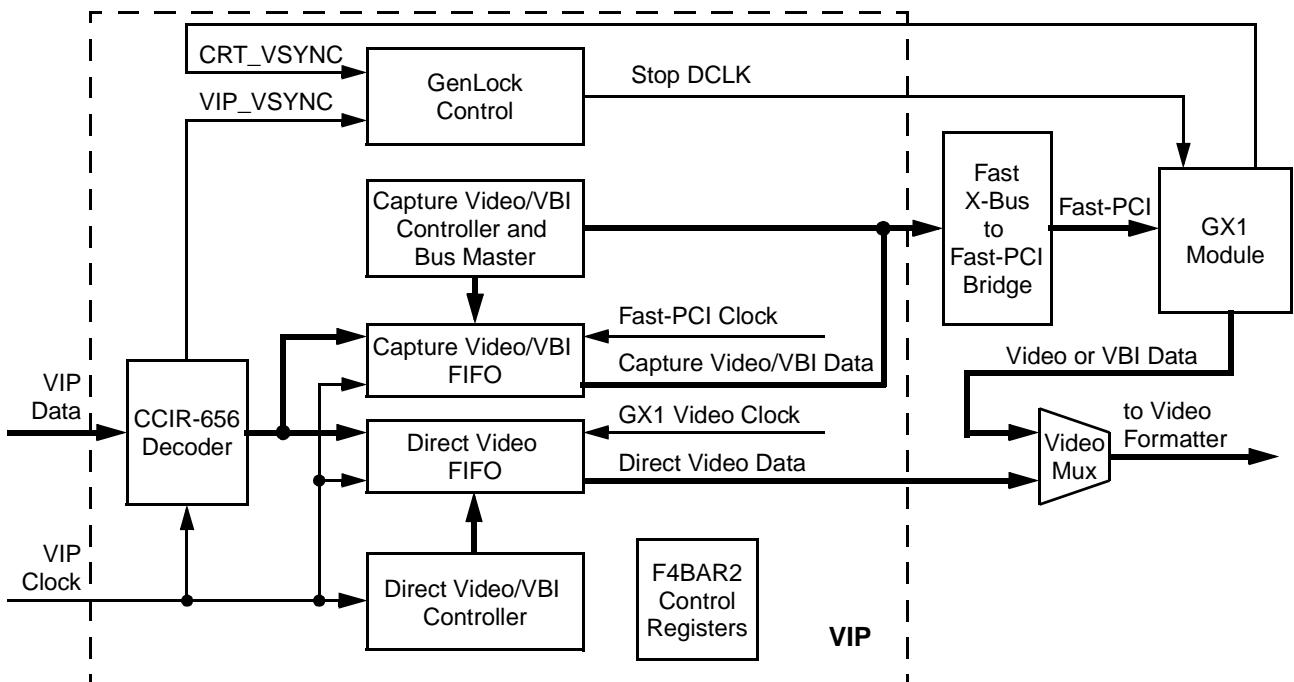 CRT_VSYNC
VIP_VSYNC
GenLock
Control
Stop DCLK
Capture Video/VBI
Controller and
Bus Master
Fast
X-Bus
to
Fast-PCI
Bridge
Fast-PCI
GX1
Module
Fast-PCI Clock
Capture Video/VBI
FIFO
Capture Video/VBI Data
Video or VBI Data
VIP
Data
CCIR-656
Decoder
GX1 Video Clock
Direct Video
FIFO
Direct Video Data
Video
Mux
to Video
Formatter
VIP
Clock
Direct Video/VBI
Controller
F4BAR2
Control
Registers
VIP